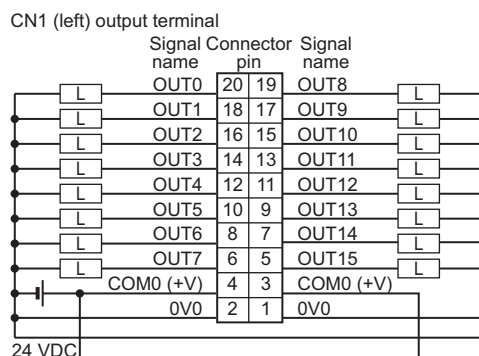 CN1 (left) output terminal
Signal name Connector pin Signal name
L OUT0 20 19 OUT8 L
L OUT1 18 17 OUT9 L
L OUT2 16 15 OUT10 L
L OUT3 14 13 OUT11 L
L OUT4 12 11 OUT12 L
L OUT5 10 9 OUT13 L
L OUT6 8 7 OUT14 L
L OUT7 6 5 OUT15 L
COM0 (+V) 4 3 COM0 (+V)
0V0 2 1 0V0
24 VDC